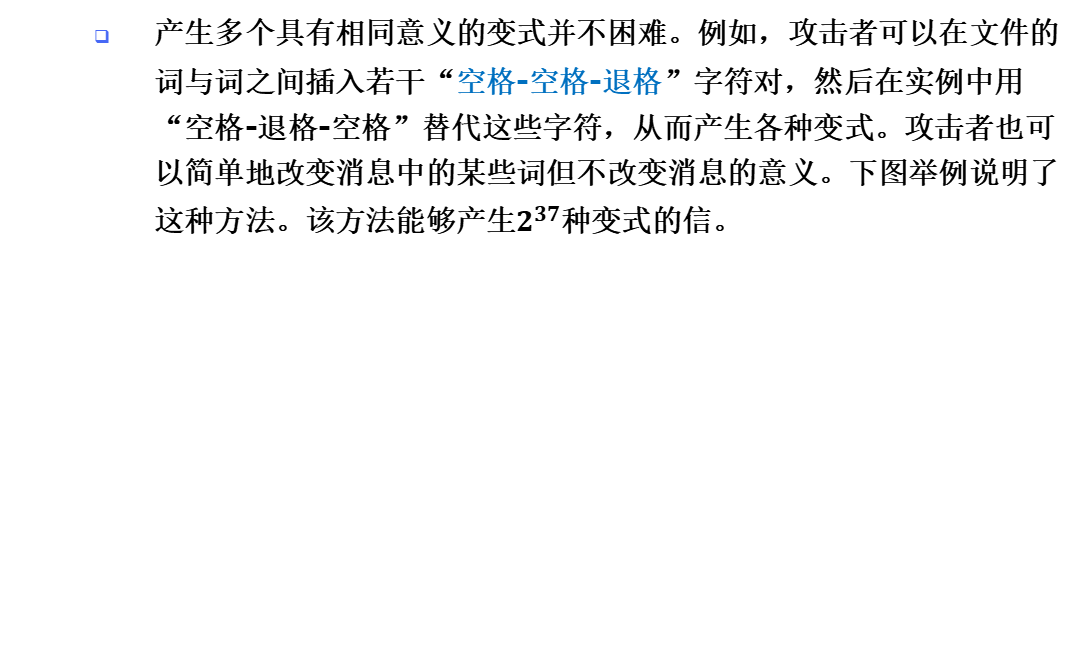 产生多个具有相同意义的变式并不困难。例如，攻击者可以在文件的
词与词之间插入若干“空格-空格-退格”字符对，然后在实例中用
“空格-退格-空格”替代这些字符，从而产生各种变式。攻击者也可
以简单地改变消息中的某些词但不改变消息的意义。下图举例说明了
这种方法。该方法能够产生2³⁷种变式的信。